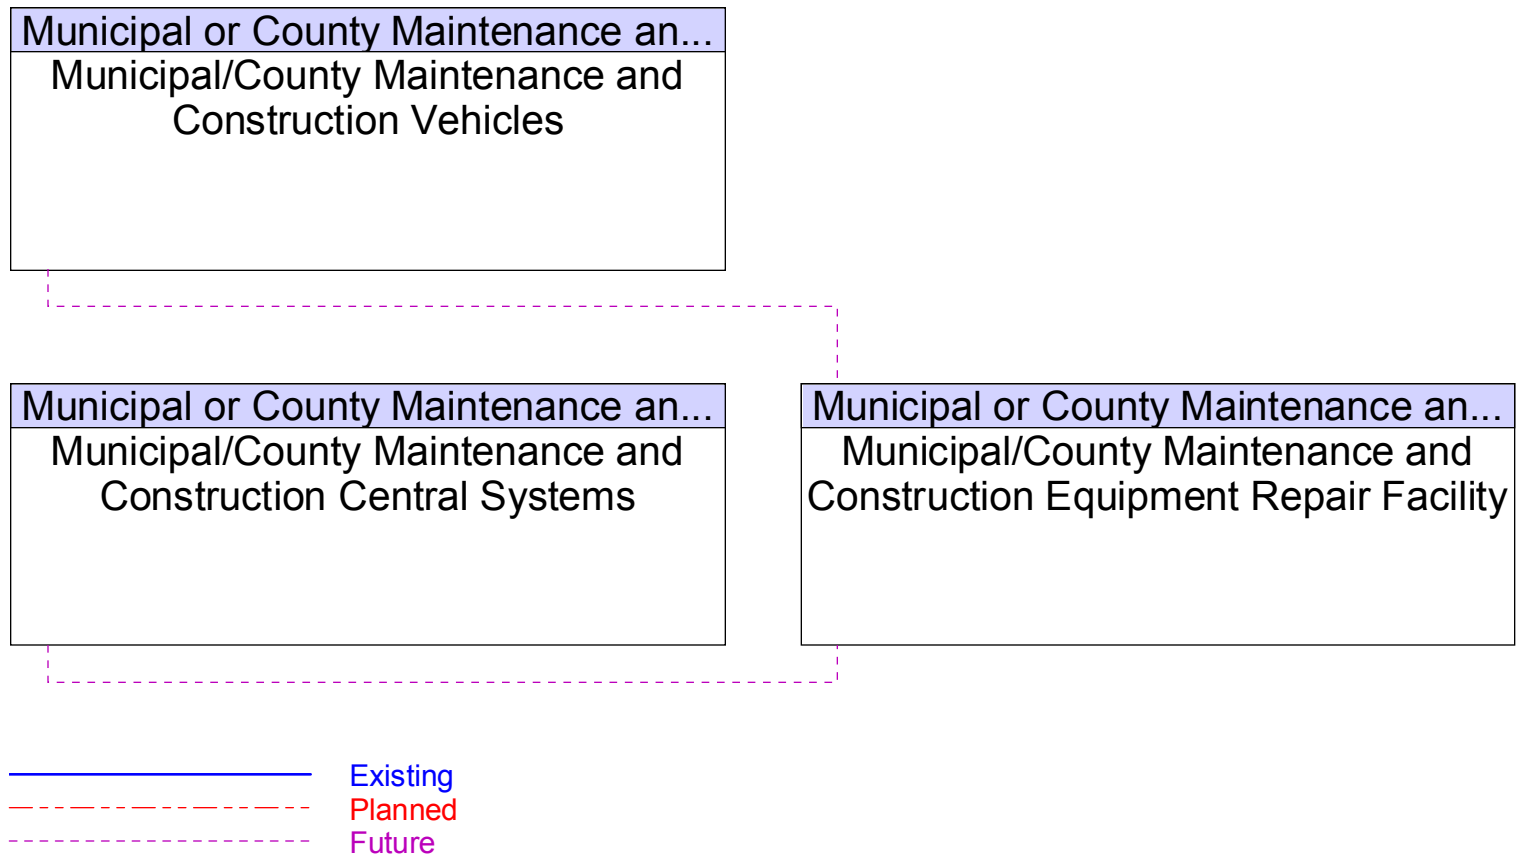 Municipal or County Maintenance an...
Municipal/County Maintenance and
Construction Vehicles
Municipal or County Maintenance an...
Municipal/County Maintenance and
Construction Central Systems
Municipal or County Maintenance an...
Municipal/County Maintenance and
Construction Equipment Repair Facility
Existing
Planned
Future